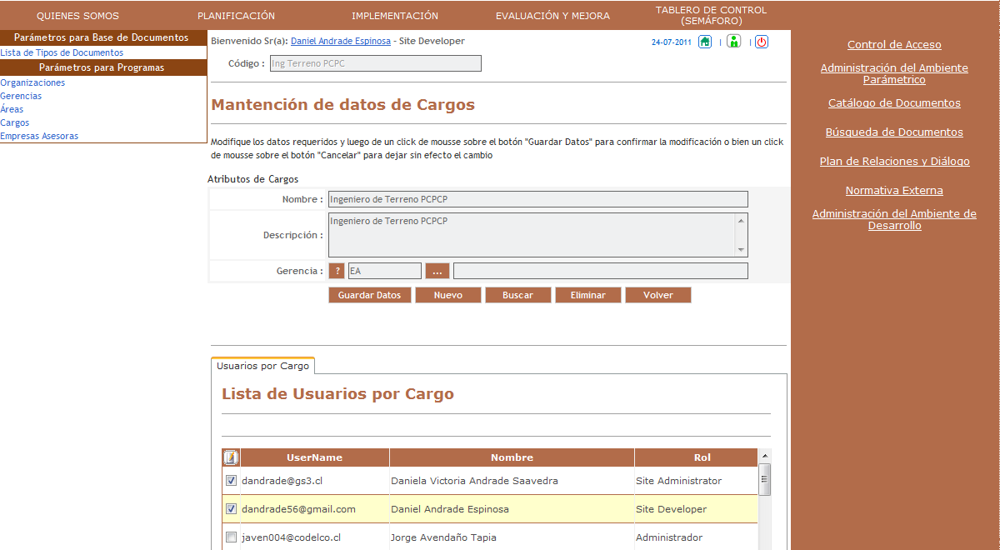 QUIENES SOMOS
PLANIFICACIÓN
IMPLEMENTACIÓN
EVALUACIÓN Y MEJORA
TABLERO DE CONTROL
(SEMÁFORO)
Parámetros para Base de Documentos
Lista de Tipos de Documentos
Parámetros para Programas
Organizaciones
Gerencias
Áreas
Cargos
Empresas Asesoras
Bienvenido Sr(a): Daniel Andrade Espinosa - Site Developer
24-07-2011 | |
Código : Ing Terreno PCPC
Mantención de datos de Cargos
Modifique los datos requeridos y luego de un click de mousse sobre el botón "Guardar Datos" para confirmar la modificación o bien un click
de mousse sobre el botón "Cancelar" para dejar sin efecto el cambio
Atributos de Cargos
Nombre : Ingeniero de Terreno PCPCP
Descripción : Ingeniero de Terreno PCPCP
Gerencia : ? EA ...
Guardar Datos Nuevo Buscar Eliminar Volver
Usuarios por Cargo
Lista de Usuarios por Cargo
UserName Nombre Rol
dandrade@gs3.cl Daniela Victoria Andrade Saavedra Site Administrator
dandrade56@gmail.com Daniel Andrade Espinosa Site Developer
javen004@codelco.cl Jorge Avendaño Tapia Administrador
Control de Acceso
Administración del Ambiente
Parámetrico
Catálogo de Documentos
Búsqueda de Documentos
Plan de Relaciones y Diálogo
Normativa Externa
Administración del Ambiente de
Desarrollo